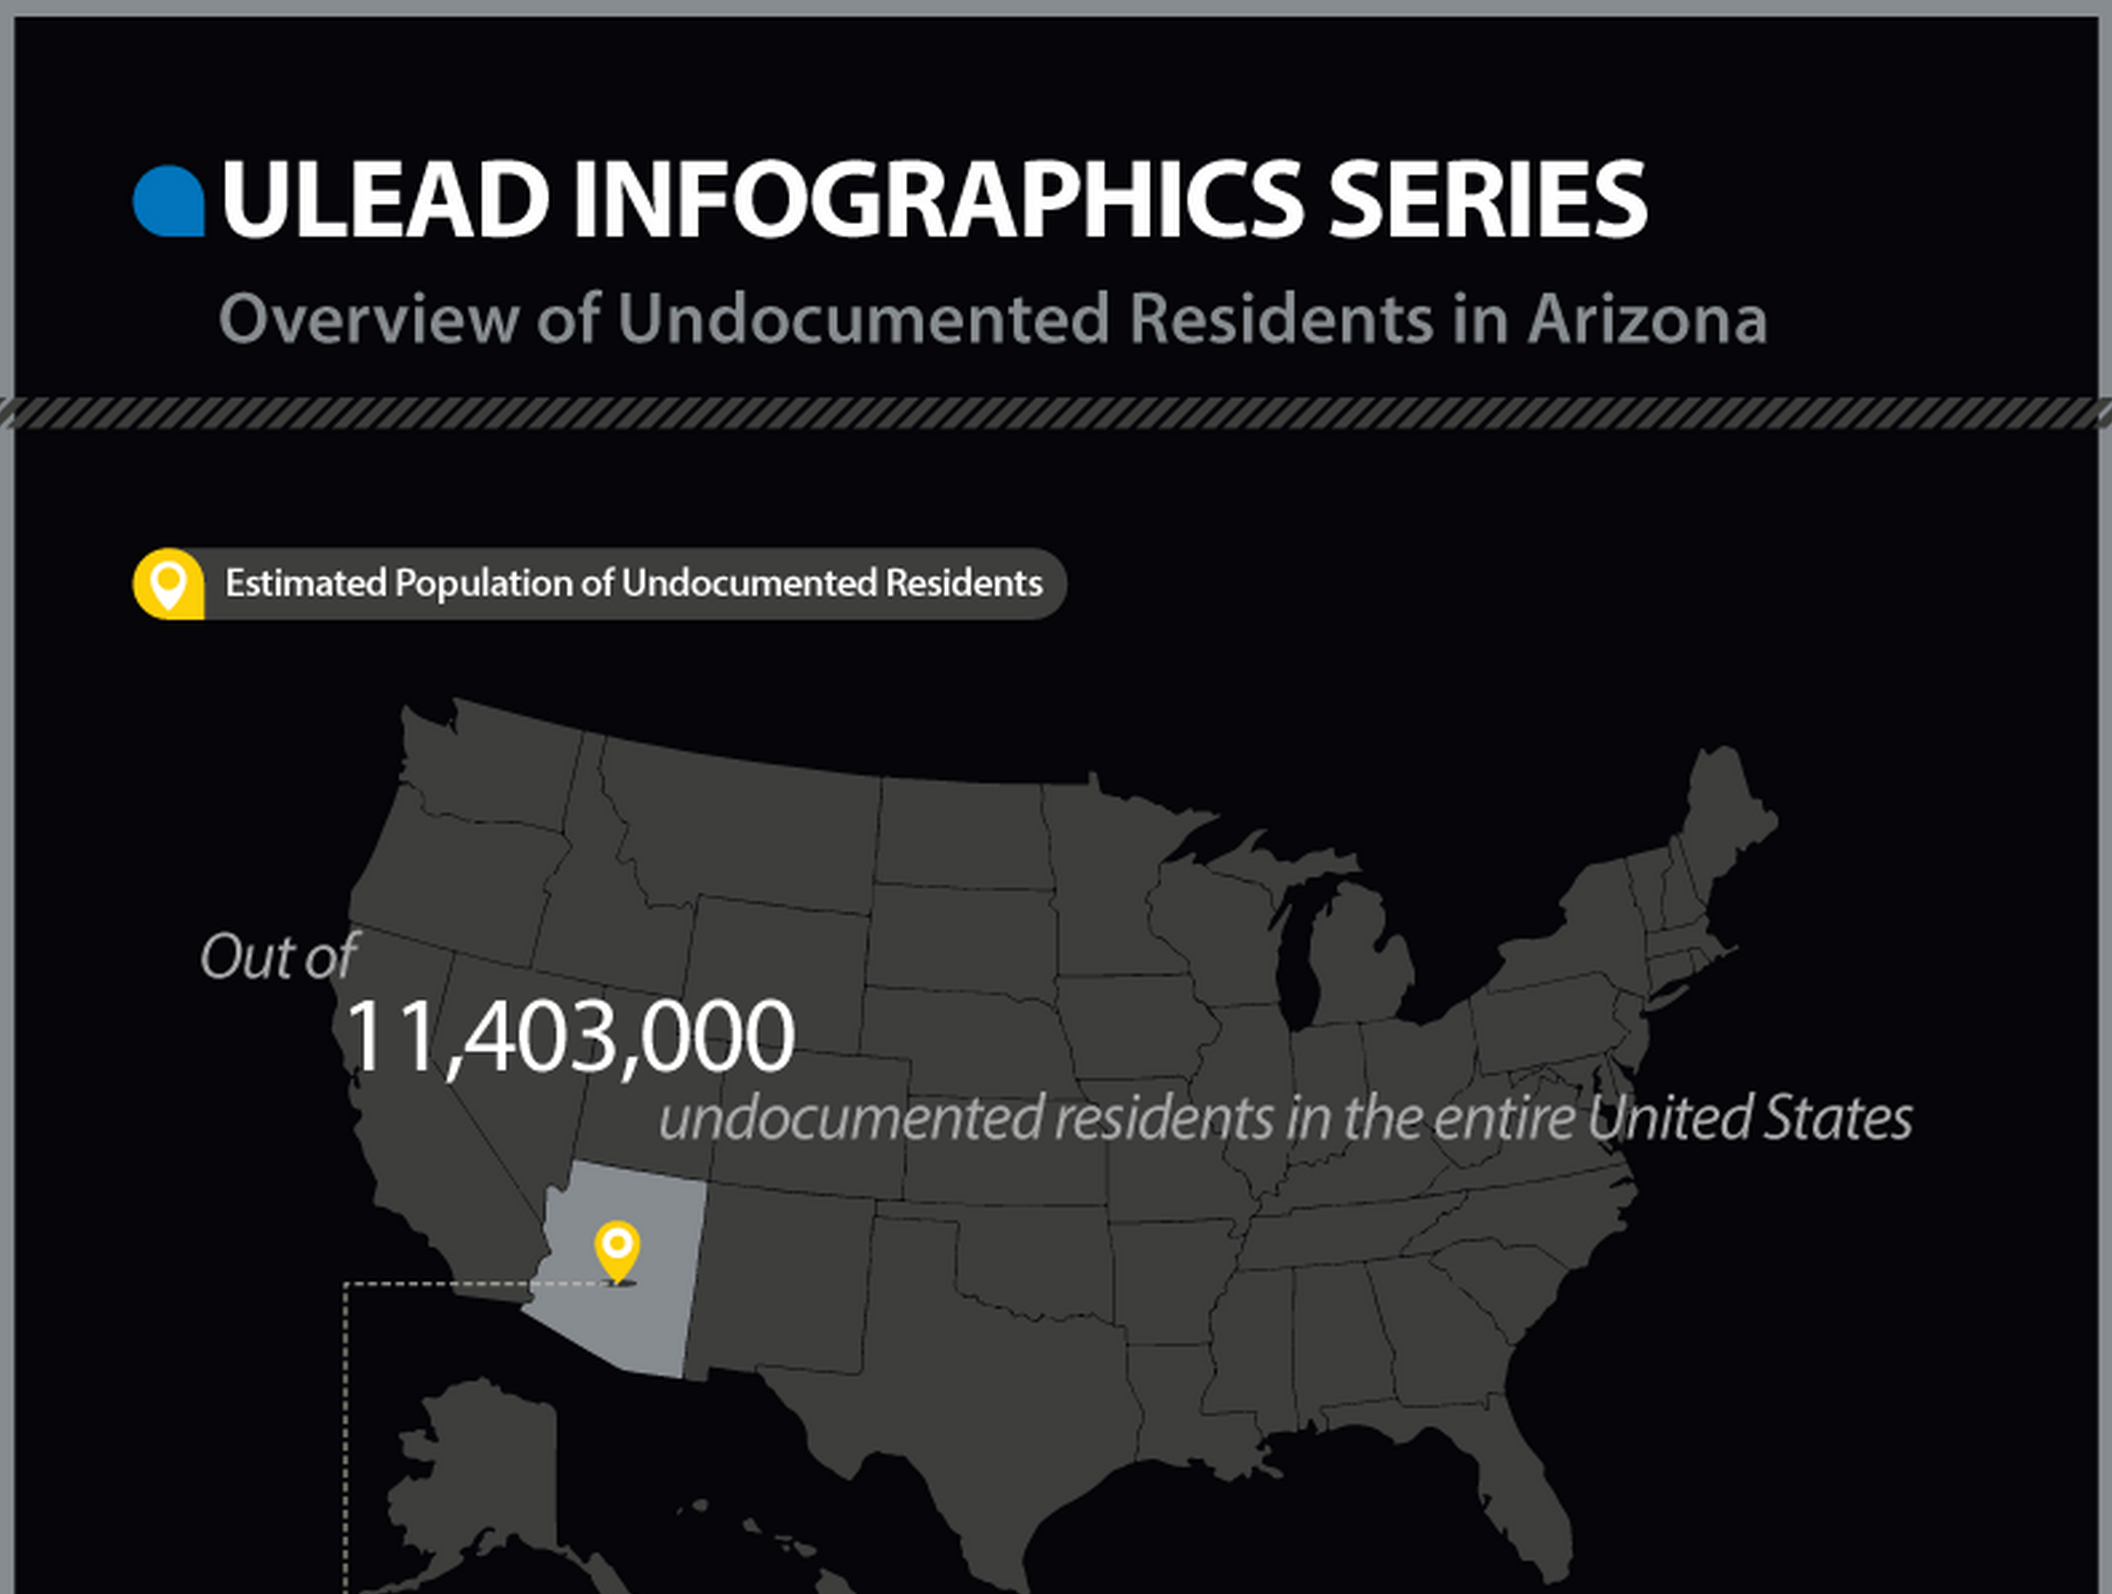 ULEAD INFOGRAPHICS SERIES
Overview of Undocumented Residents in Arizona
Estimated Population of Undocumented Residents
Out of
11,403,000
undocumented residents in the entire United States